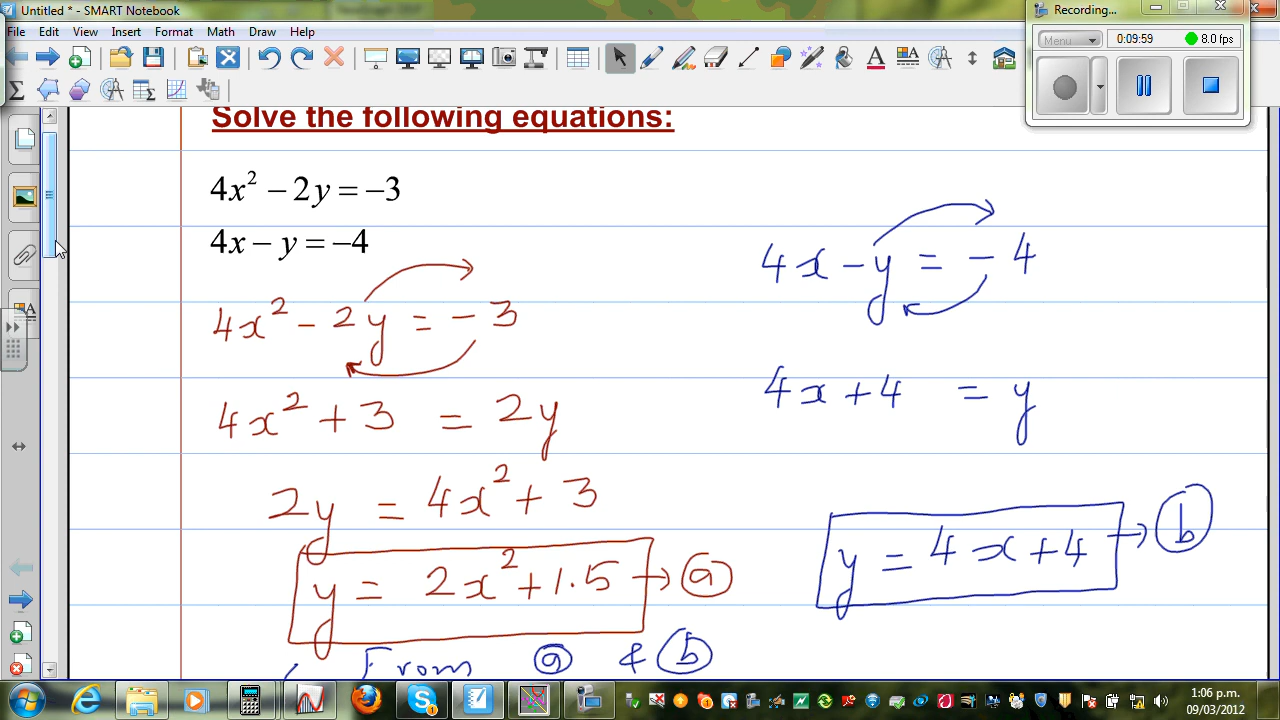 Untitled * - SMART Notebook
File Edit View Insert Format Math Draw Help
Recording...
Menu
0:09:59
8.0 fps
Solve the following equations:
4x² − 2y = −3
4x − y = −4
4x² − 2y = − 3
4x² + 3 = 2y
2y = 4x² + 3
y = 2x² + 1.5 → ⓐ
From ⓐ & ⓑ
4x − y = − 4
4x + 4 = y
y = 4x + 4 → ⓑ
1:06 p.m.
09/03/2012